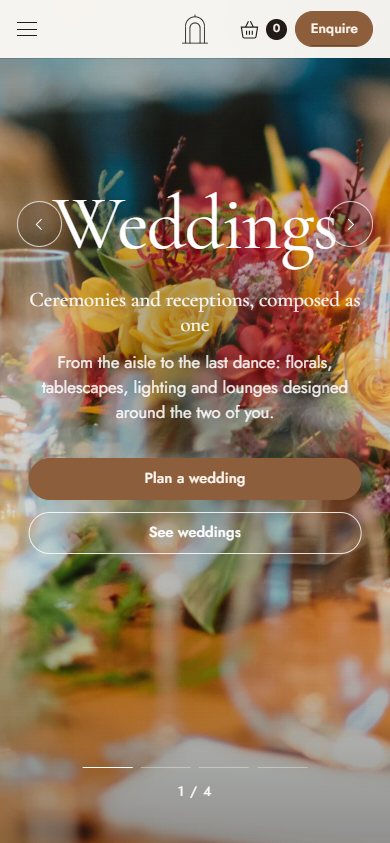 0
Enquire
Weddings
Ceremonies and receptions, composed as
one
From the aisle to the last dance: florals,
tablescapes, lighting and lounges designed
around the two of you.
Plan a wedding
See weddings
1 / 4